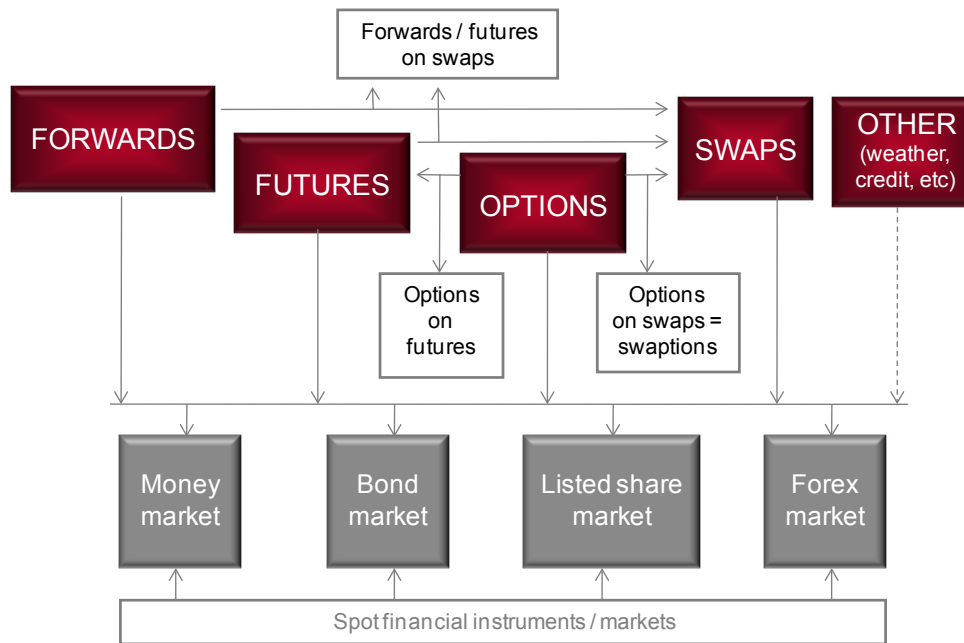 Forwards / futures
on swaps
FORWARDS
FUTURES
OPTIONS
SWAPS
OTHER
(weather,
credit, etc)
Options
on
futures
Options
on swaps =
swaptions
Money
market
Bond
market
Listed share
market
Forex
market
Spot financial instruments / markets